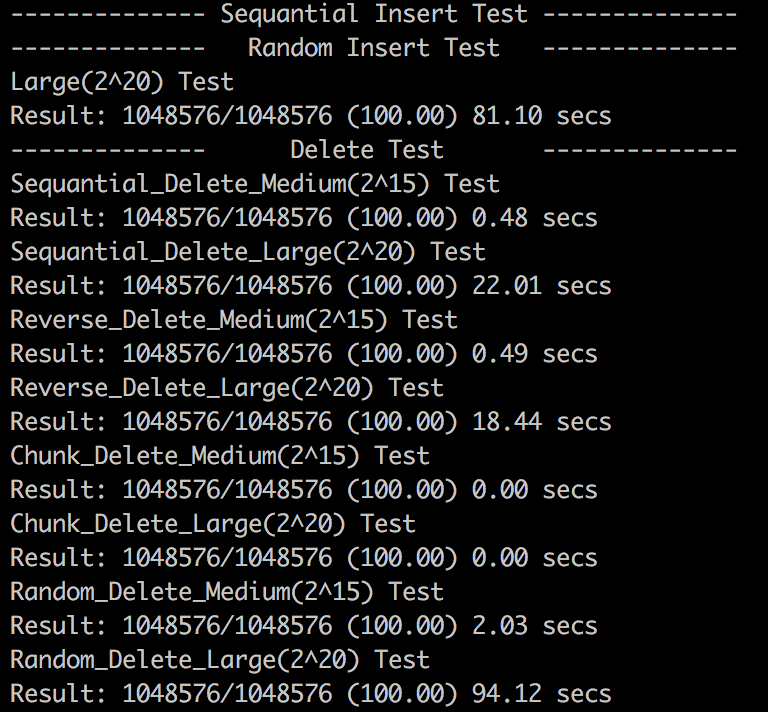 -------------- Sequantial Insert Test --------------
--------------   Random Insert Test   --------------
Large(2^20) Test
Result: 1048576/1048576 (100.00) 81.10 secs
--------------      Delete Test       --------------
Sequantial_Delete_Medium(2^15) Test
Result: 1048576/1048576 (100.00) 0.48 secs
Sequantial_Delete_Large(2^20) Test
Result: 1048576/1048576 (100.00) 22.01 secs
Reverse_Delete_Medium(2^15) Test
Result: 1048576/1048576 (100.00) 0.49 secs
Reverse_Delete_Large(2^20) Test
Result: 1048576/1048576 (100.00) 18.44 secs
Chunk_Delete_Medium(2^15) Test
Result: 1048576/1048576 (100.00) 0.00 secs
Chunk_Delete_Large(2^20) Test
Result: 1048576/1048576 (100.00) 0.00 secs
Random_Delete_Medium(2^15) Test
Result: 1048576/1048576 (100.00) 2.03 secs
Random_Delete_Large(2^20) Test
Result: 1048576/1048576 (100.00) 94.12 secs